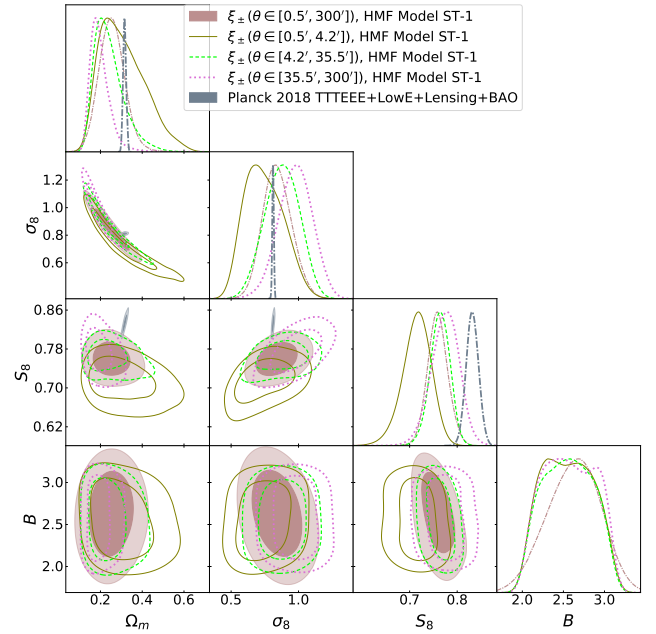 ξ±(θ ∈ [0.5′, 300′]), HMF Model ST-1
ξ±(θ ∈ [0.5′, 4.2′]), HMF Model ST-1
ξ±(θ ∈ [4.2′, 35.5′]), HMF Model ST-1
ξ±(θ ∈ [35.5′, 300′]), HMF Model ST-1
Planck 2018 TTTEEE+LowE+Lensing+BAO
1.2
1.0
0.8
0.6
σ8
0.86
0.78
0.70
0.62
S8
3.0
2.5
2.0
B
0.2 0.4 0.6
0.5 1.0
0.7 0.8
2.0 2.5 3.0
Ωm σ8 S8 B